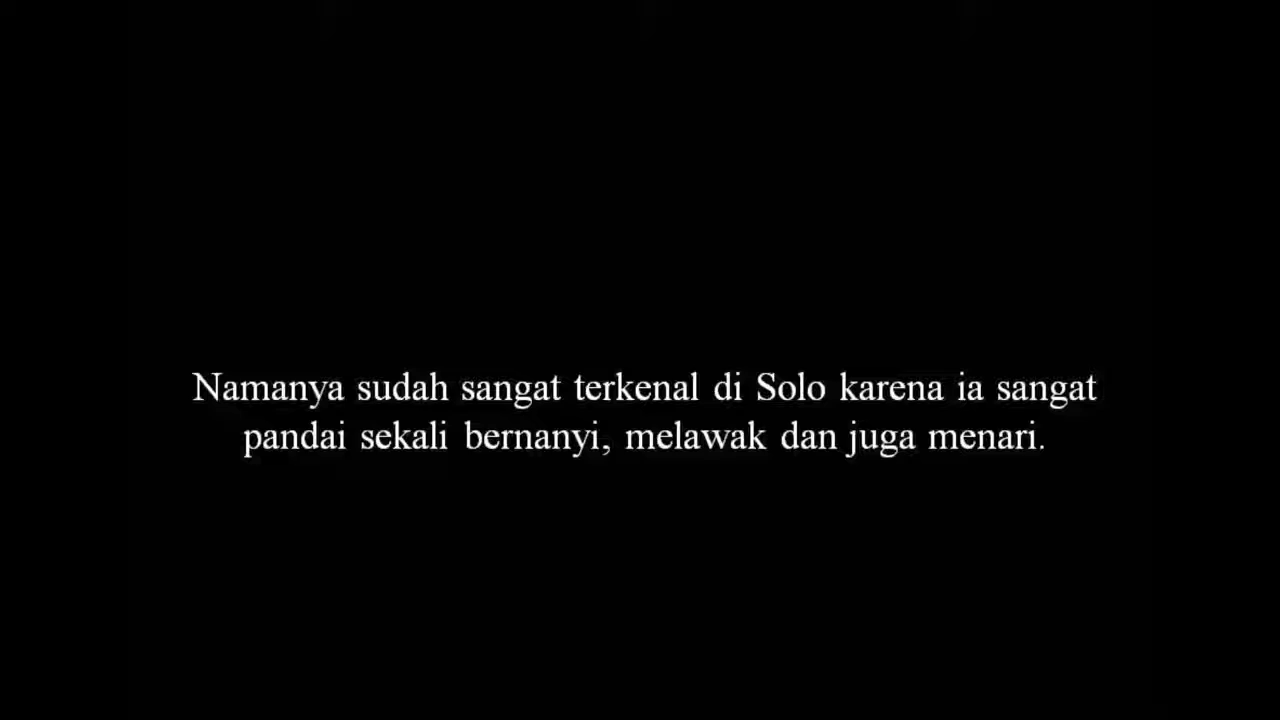 Namanya sudah sangat terkenal di Solo karena ia sangat
pandai sekali bernanyi, melawak dan juga menari.